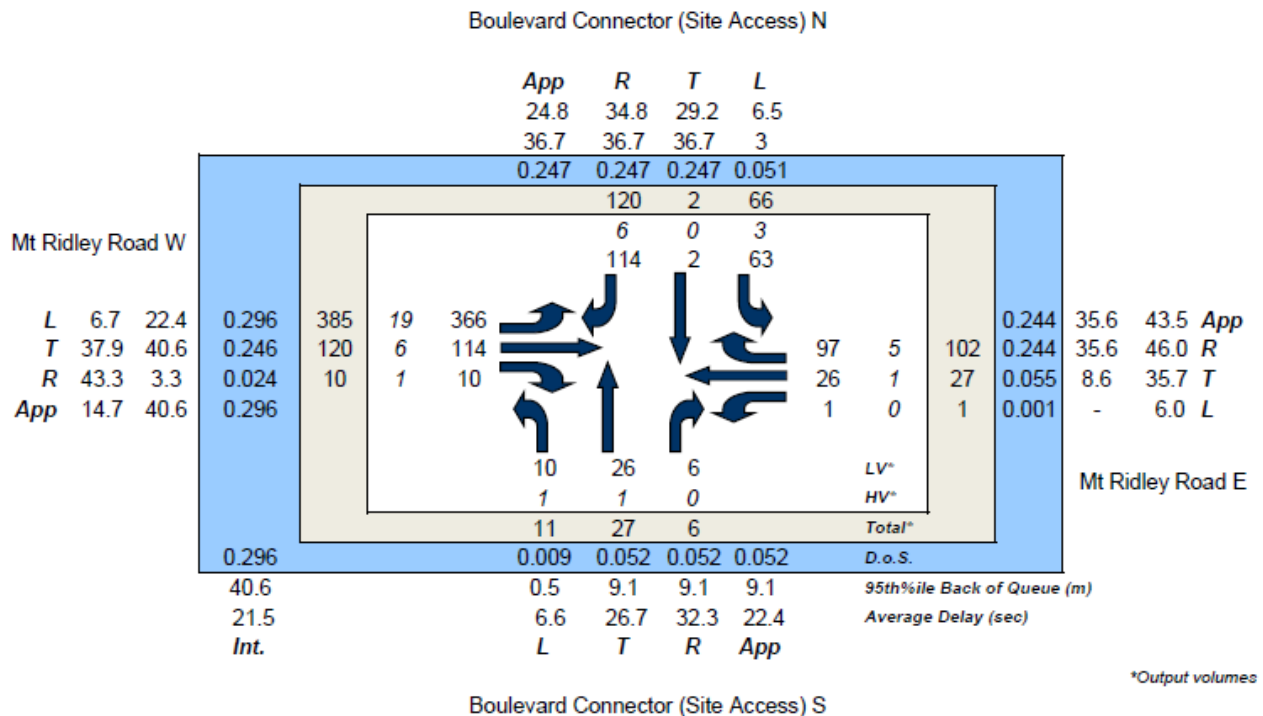 Boulevard Connector (Site Access) N
App R T L
24.8 34.8 29.2 6.5
36.7 36.7 36.7 3
0.247 0.247 0.247 0.051
120 2 66
6 0 3
114 2 63
Mt Ridley Road W
L 6.7 22.4 0.296 385 19 366
T 37.9 40.6 0.246 120 6 114
R 43.3 3.3 0.024 10 1 10
App 14.7 40.6 0.296
0.244 35.6 43.5 App
97 5 102 0.244 35.6 46.0 R
26 1 27 0.055 8.6 35.7 T
1 0 1 0.001 - 6.0 L
Mt Ridley Road E
10 26 6 LV*
1 1 0 HV*
11 27 6 Total*
0.296 0.009 0.052 0.052 0.052 D.o.S.
40.6 0.5 9.1 9.1 9.1 95th%ile Back of Queue (m)
21.5 6.6 26.7 32.3 22.4 Average Delay (sec)
Int. L T R App
*Output volumes
Boulevard Connector (Site Access) S